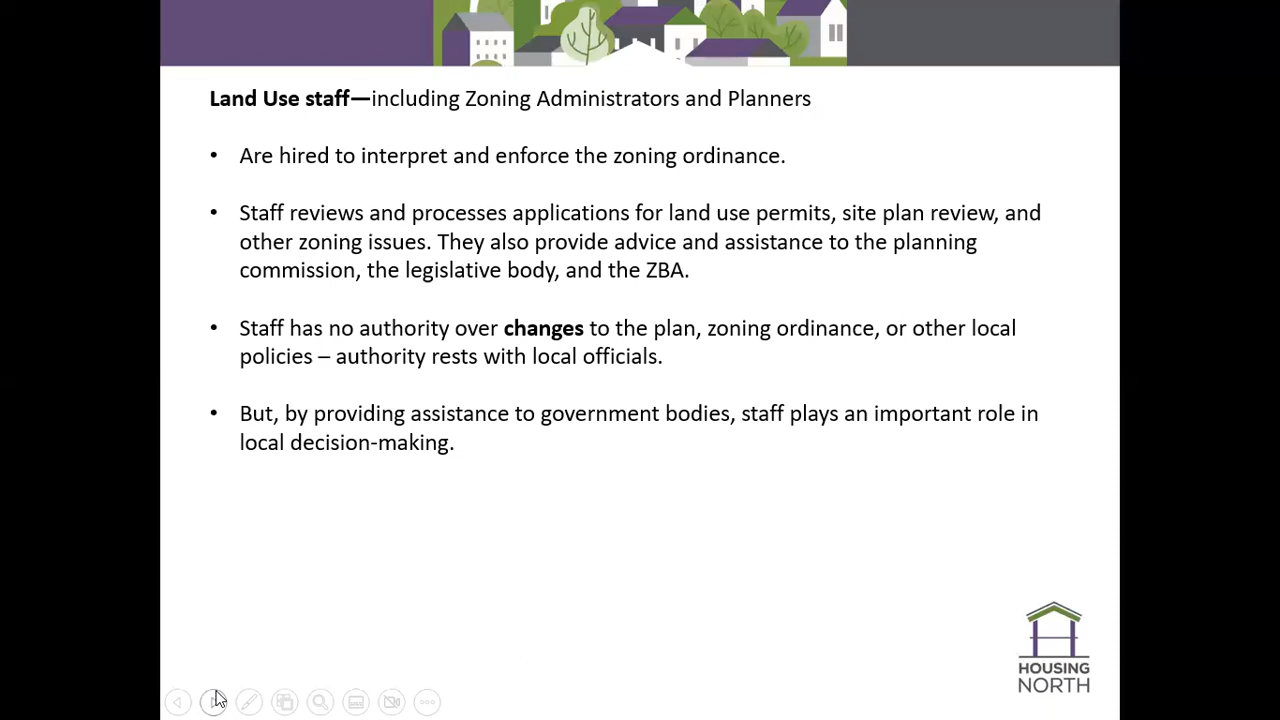 Land Use staff—including Zoning Administrators and Planners
• Are hired to interpret and enforce the zoning ordinance.
• Staff reviews and processes applications for land use permits, site plan review, and
other zoning issues. They also provide advice and assistance to the planning
commission, the legislative body, and the ZBA.
• Staff has no authority over changes to the plan, zoning ordinance, or other local
policies – authority rests with local officials.
• But, by providing assistance to government bodies, staff plays an important role in
local decision-making.
HOUSING
NORTH